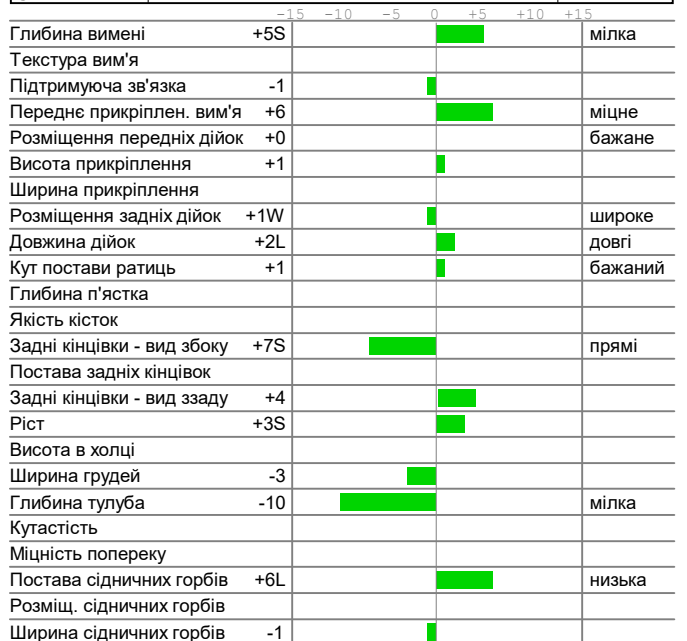 -15 -10 -5 0 +5 +10 +15
Глибина вимені +5S мілка
Текстура вим'я
Підтримуюча зв'язка -1
Переднє прикріплен. вим'я +6 міцне
Розміщення передніх дійок +0 бажане
Висота прикріплення +1
Ширина прикріплення
Розміщення задніх дійок +1W широке
Довжина дійок +2L довгі
Кут постави ратиць +1 бажаний
Глибина п'ястка
Якість кісток
Задні кінцівки - вид збоку +7S прямі
Постава задніх кінцівок
Задні кінцівки - вид ззаду +4
Ріст +3S
Висота в холці
Ширина грудей -3
Глибина тулуба -10 мілка
Кутастість
Міцність попереку
Постава сідничних горбів +6L низька
Розміщ. сідничних горбів
Ширина сідничних горбів -1